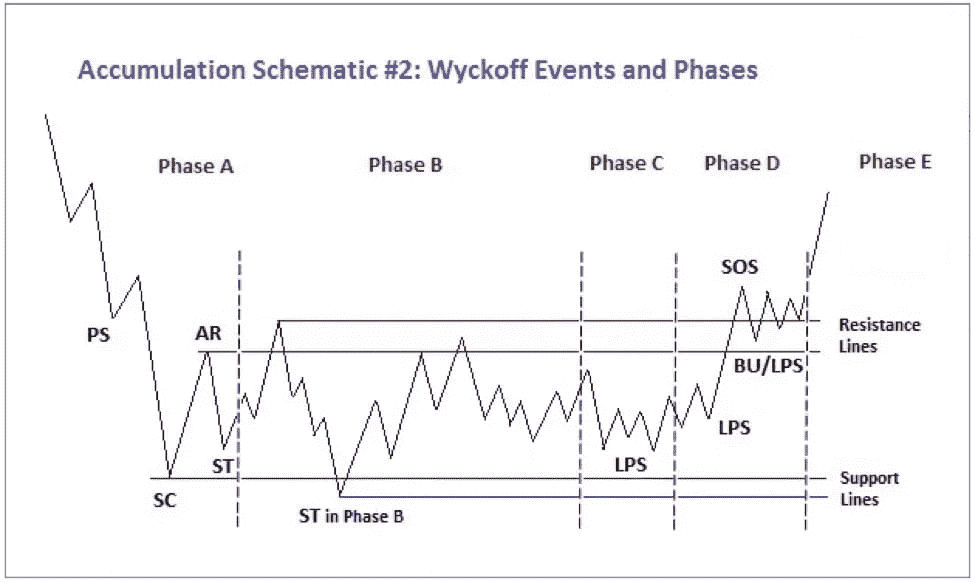 Accumulation Schematic #2: Wyckoff Events and Phases
Phase A
Phase B
Phase C
Phase D
Phase E
SOS
PS
AR
Resistance
Lines
BU/LPS
LPS
ST
LPS
SC
Support
Lines
ST in Phase B